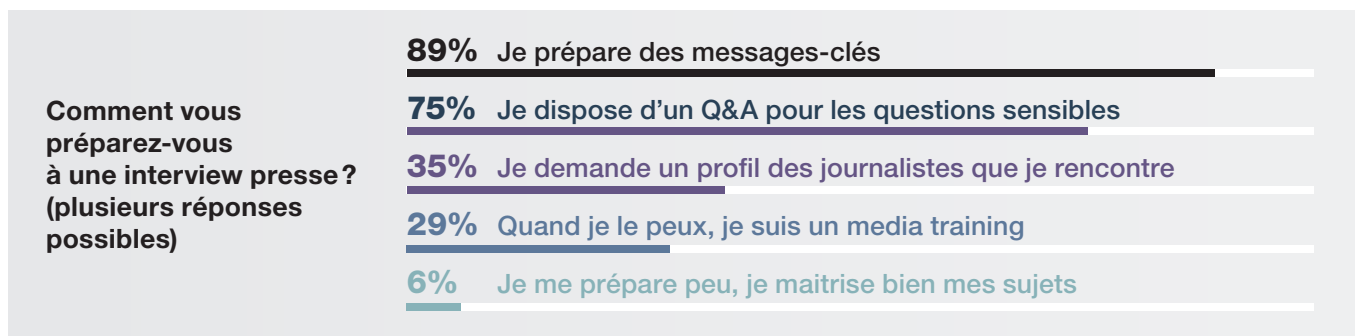 Comment vous
préparez-vous
à une interview presse ?
(plusieurs réponses
possibles)
89% Je prépare des messages-clés
75% Je dispose d’un Q&A pour les questions sensibles
35% Je demande un profil des journalistes que je rencontre
29% Quand je le peux, je suis un media training
6% Je me prépare peu, je maitrise bien mes sujets